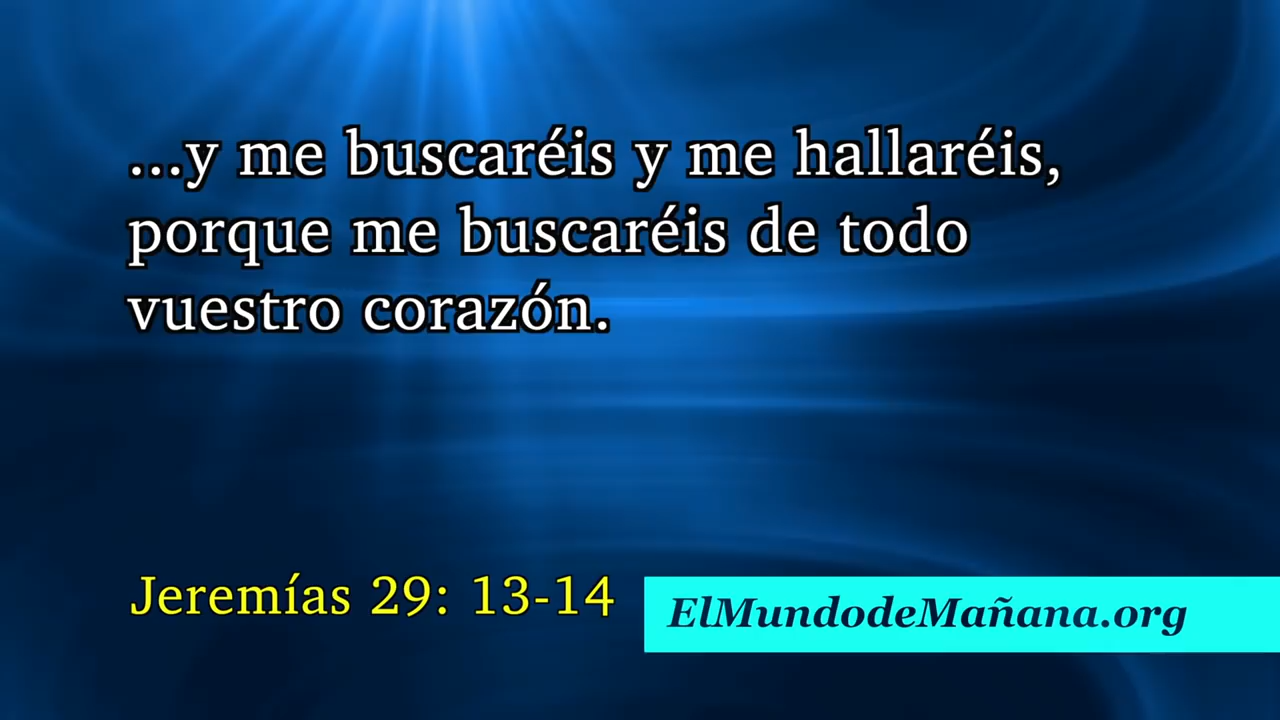 ...y me buscaréis y me hallaréis,
porque me buscaréis de todo
vuestro corazón.
Jeremías 29: 13-14
ElMundodeMañana.org